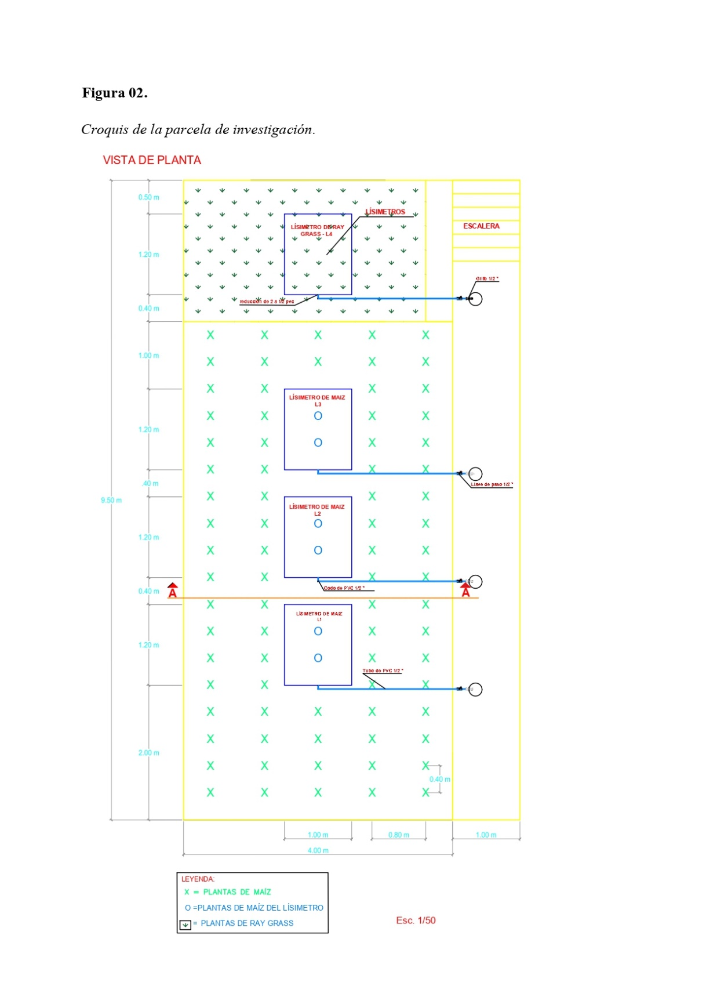 Figura 02.
Croquis de la parcela de investigación.
VISTA DE PLANTA
0.50 m
LÍSIMETROS
LÍSIMETRO DE RAY
GRASS - L4
ESCALERA
1.20 m
Grifo 1/2 "
reducción de 2 a 1/2 pvc
0.40 m
X X X X X
1.00 m
X X X X X
X X X X
LÍSIMETRO DE MAIZ
L3
X X O X X
1.20 m
X X O X X
X X X X
.40 m
Llave de paso 1/2 "
X X X X
9.50 m
LÍSIMETRO DE MAIZ
L2
X X O X X
1.20 m
X X O X X
X X X X
Codo de PVC 1/2 "
0.40 m
A A
X X X X
LÍSIMETRO DE MAIZ
L1
X X O X X
1.20 m
X X O X X
Tubo de PVC 1/2 "
X X X X
X X X X X
X X X X X
2.00 m
X X X X X
0.40 m
X X X X X
1.00 m 0.80 m 1.00 m
4.00 m
LEYENDA:
X = PLANTAS DE MAÍZ
O =PLANTAS DE MAÍZ DEL LÍSIMETRO
= PLANTAS DE RAY GRASS
Esc. 1/50